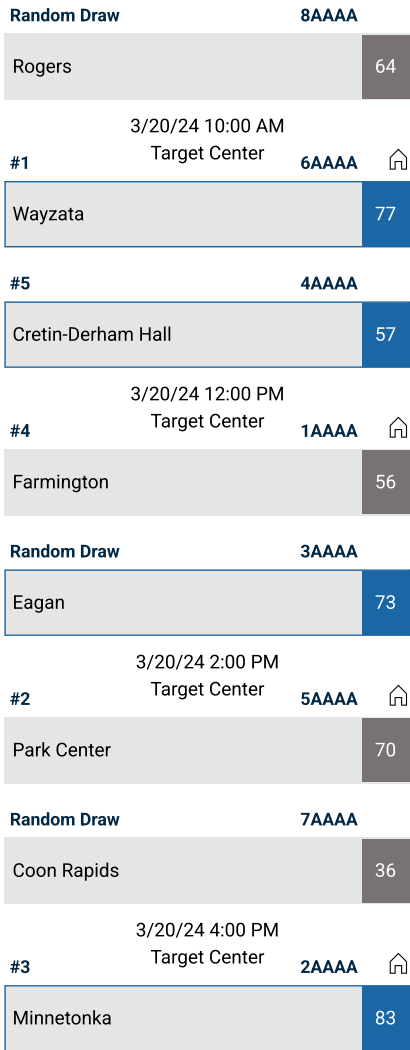 Random Draw 8AAAA
Rogers 64
3/20/24 10:00 AM
Target Center
#1 6AAAA
Wayzata 77
#5 4AAAA
Cretin-Derham Hall 57
3/20/24 12:00 PM
Target Center
#4 1AAAA
Farmington 56
Random Draw 3AAAA
Eagan 73
3/20/24 2:00 PM
Target Center
#2 5AAAA
Park Center 70
Random Draw 7AAAA
Coon Rapids 36
3/20/24 4:00 PM
Target Center
#3 2AAAA
Minnetonka 83